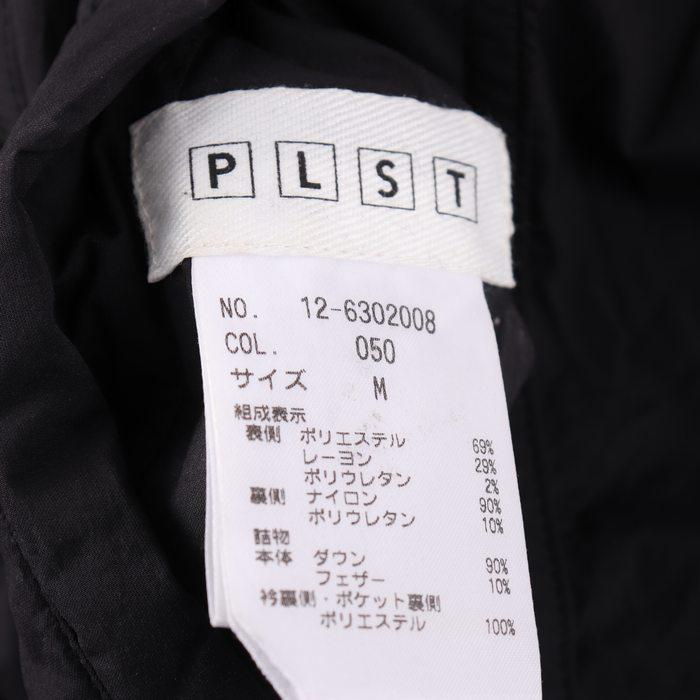 PLST
NO. 12-6302008
COL. 050
サイズ M
組成表示
表側 ポリエステル 69%
レーヨン 29%
ポリウレタン 2%
裏側 ナイロン 90%
ポリウレタン 10%
詰物
本体 ダウン 90%
フェザー 10%
衿裏側・ポケット裏側
ポリエステル 100%